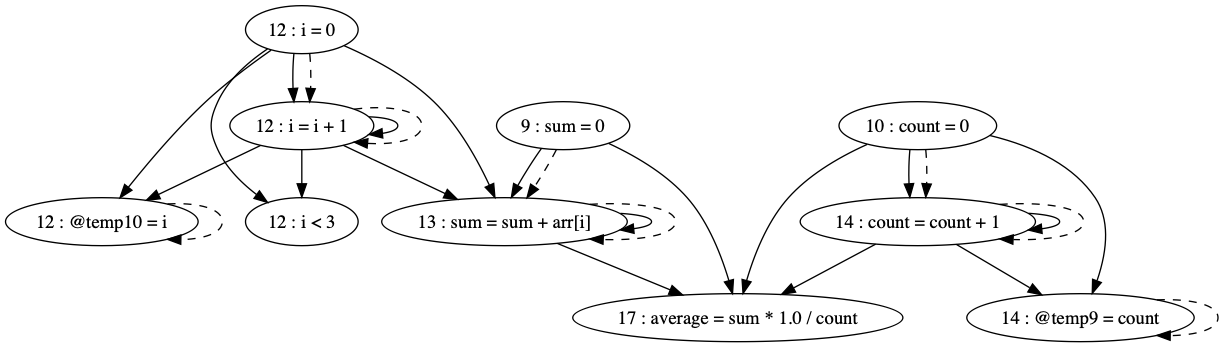 12 : i = 0
12 : i = i + 1
9 : sum = 0
10 : count = 0
12 : @temp10 = i
12 : i < 3
13 : sum = sum + arr[i]
14 : count = count + 1
17 : average = sum * 1.0 / count
14 : @temp9 = count